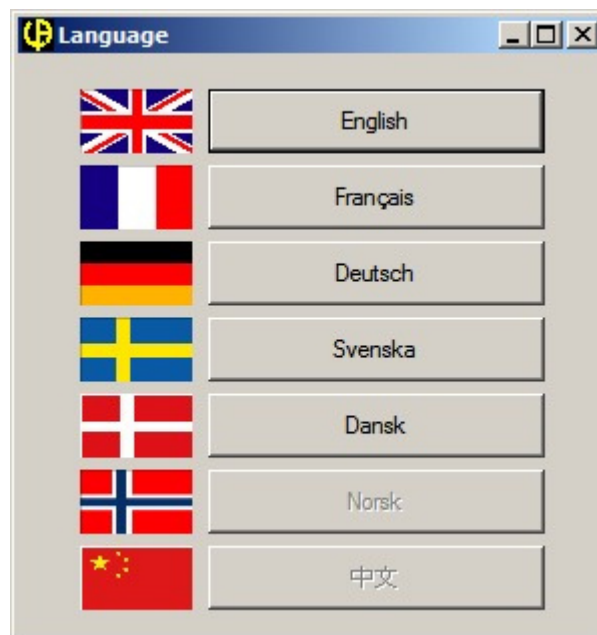 Language
English
Français
Deutsch
Svenska
Dansk
Norsk
中文